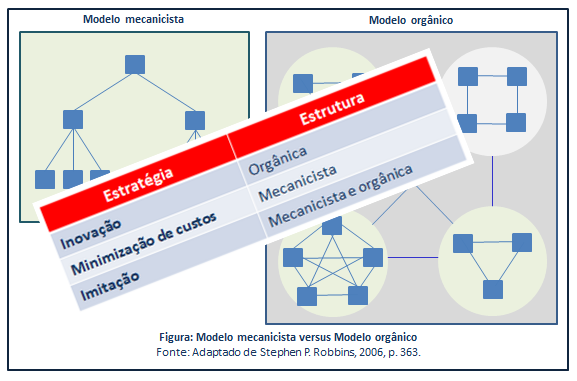 Modelo mecanicista
Modelo orgânico
Estratégia Estrutura
Inovação Orgânica
Minimização de custos Mecanicista
Imitação Mecanicista e orgânica
Figura: Modelo mecanicista versus Modelo orgânico
Fonte: Adaptado de Stephen P. Robbins, 2006, p. 363.